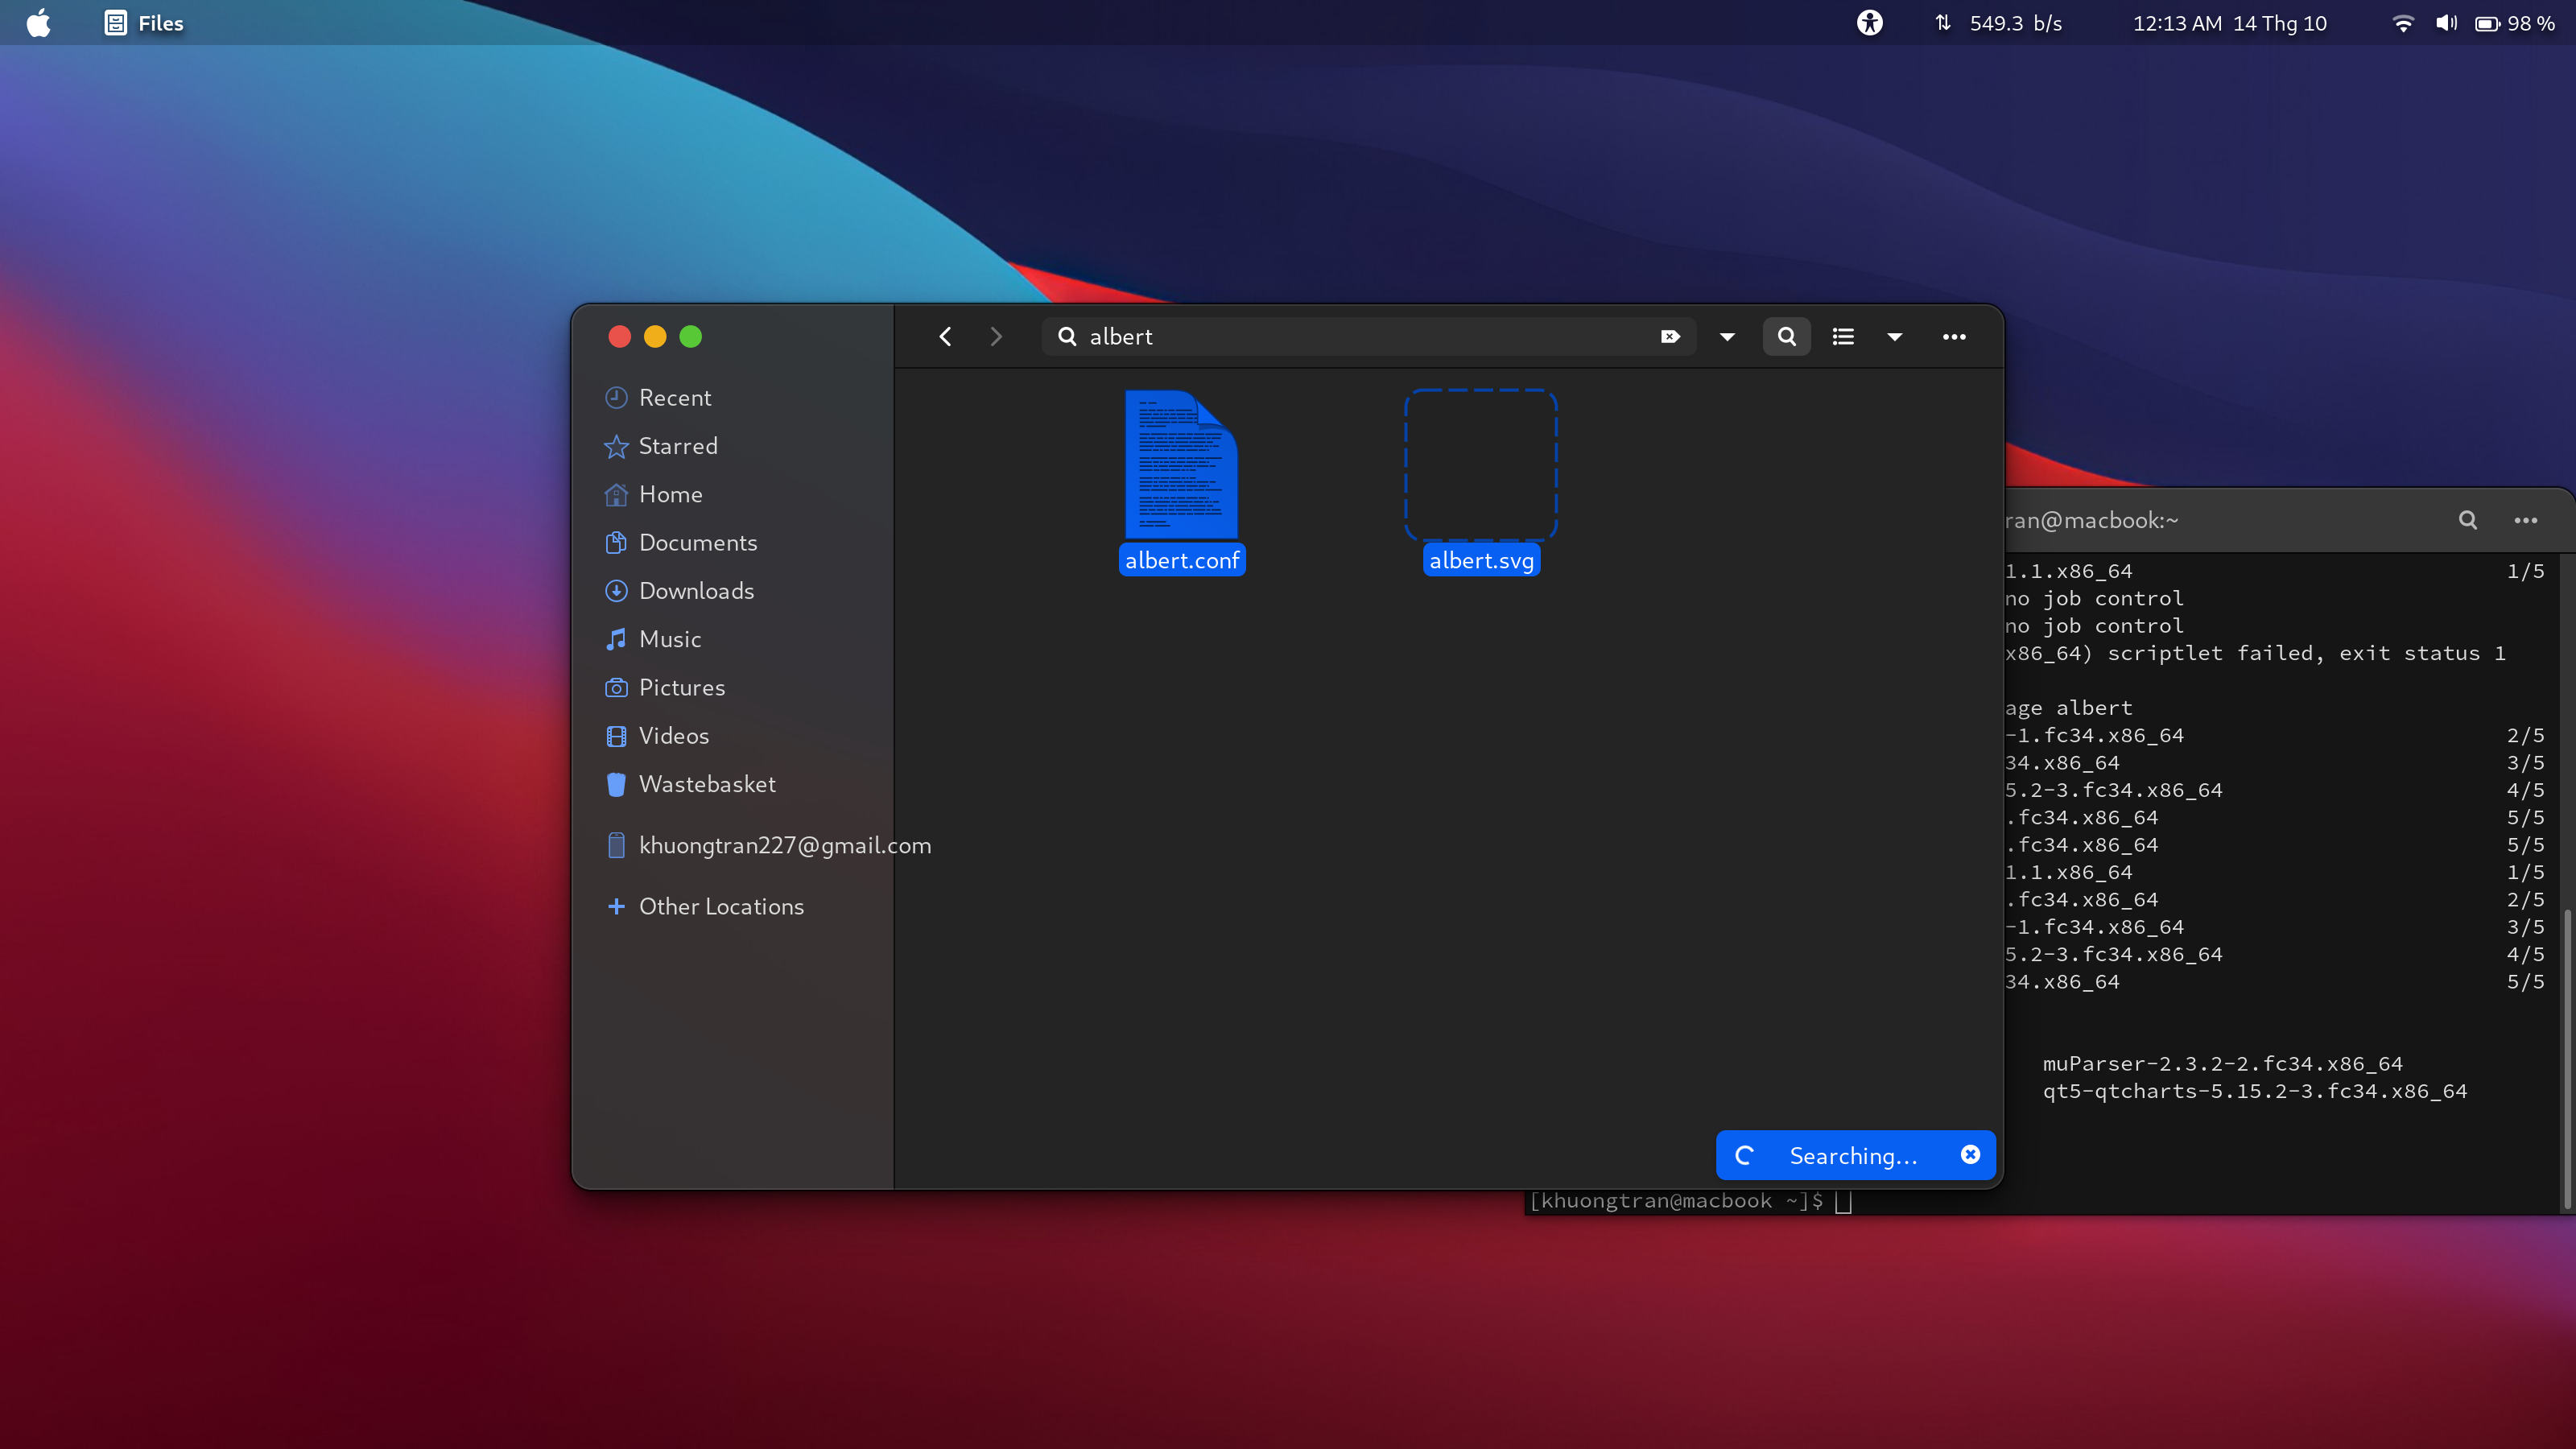 Files
549.3 b/s
12:13 AM 14 Thg 10
98 %
albert
Recent
Starred
Home
Documents
Downloads
Music
Pictures
Videos
Wastebasket
khuongtran227@gmail.com
Other Locations
albert.conf
albert.svg
Searching...
ran@macbook:~
1.1.x86_64 1/5
no job control
no job control
x86_64) scriptlet failed, exit status 1
age albert
-1.fc34.x86_64 2/5
34.x86_64 3/5
5.2-3.fc34.x86_64 4/5
.fc34.x86_64 5/5
.fc34.x86_64 5/5
1.1.x86_64 1/5
.fc34.x86_64 2/5
-1.fc34.x86_64 3/5
5.2-3.fc34.x86_64 4/5
34.x86_64 5/5
muParser-2.3.2-2.fc34.x86_64
qt5-qtcharts-5.15.2-3.fc34.x86_64
[khuongtran@macbook ~]$